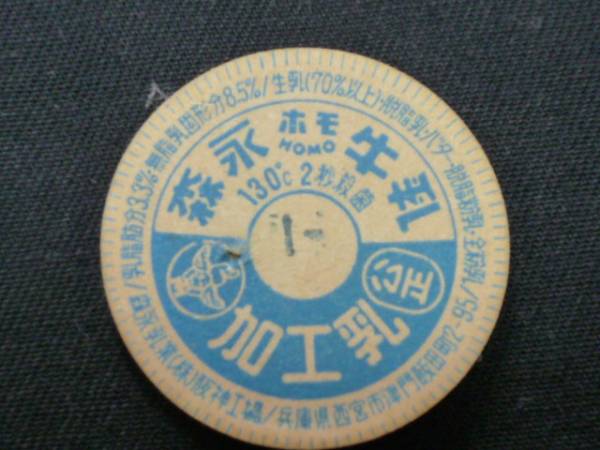 乳脂肪分3.3%・無脂乳固形分8.5%/生乳(70%以上)・脱脂乳・バター・脱脂粉乳・全粉乳/
ホモ
HOMO
森永牛乳
130℃2秒殺菌
公正
加工乳
森永乳業(株)阪神工場/兵庫県西宮市津門飯田町2-95/